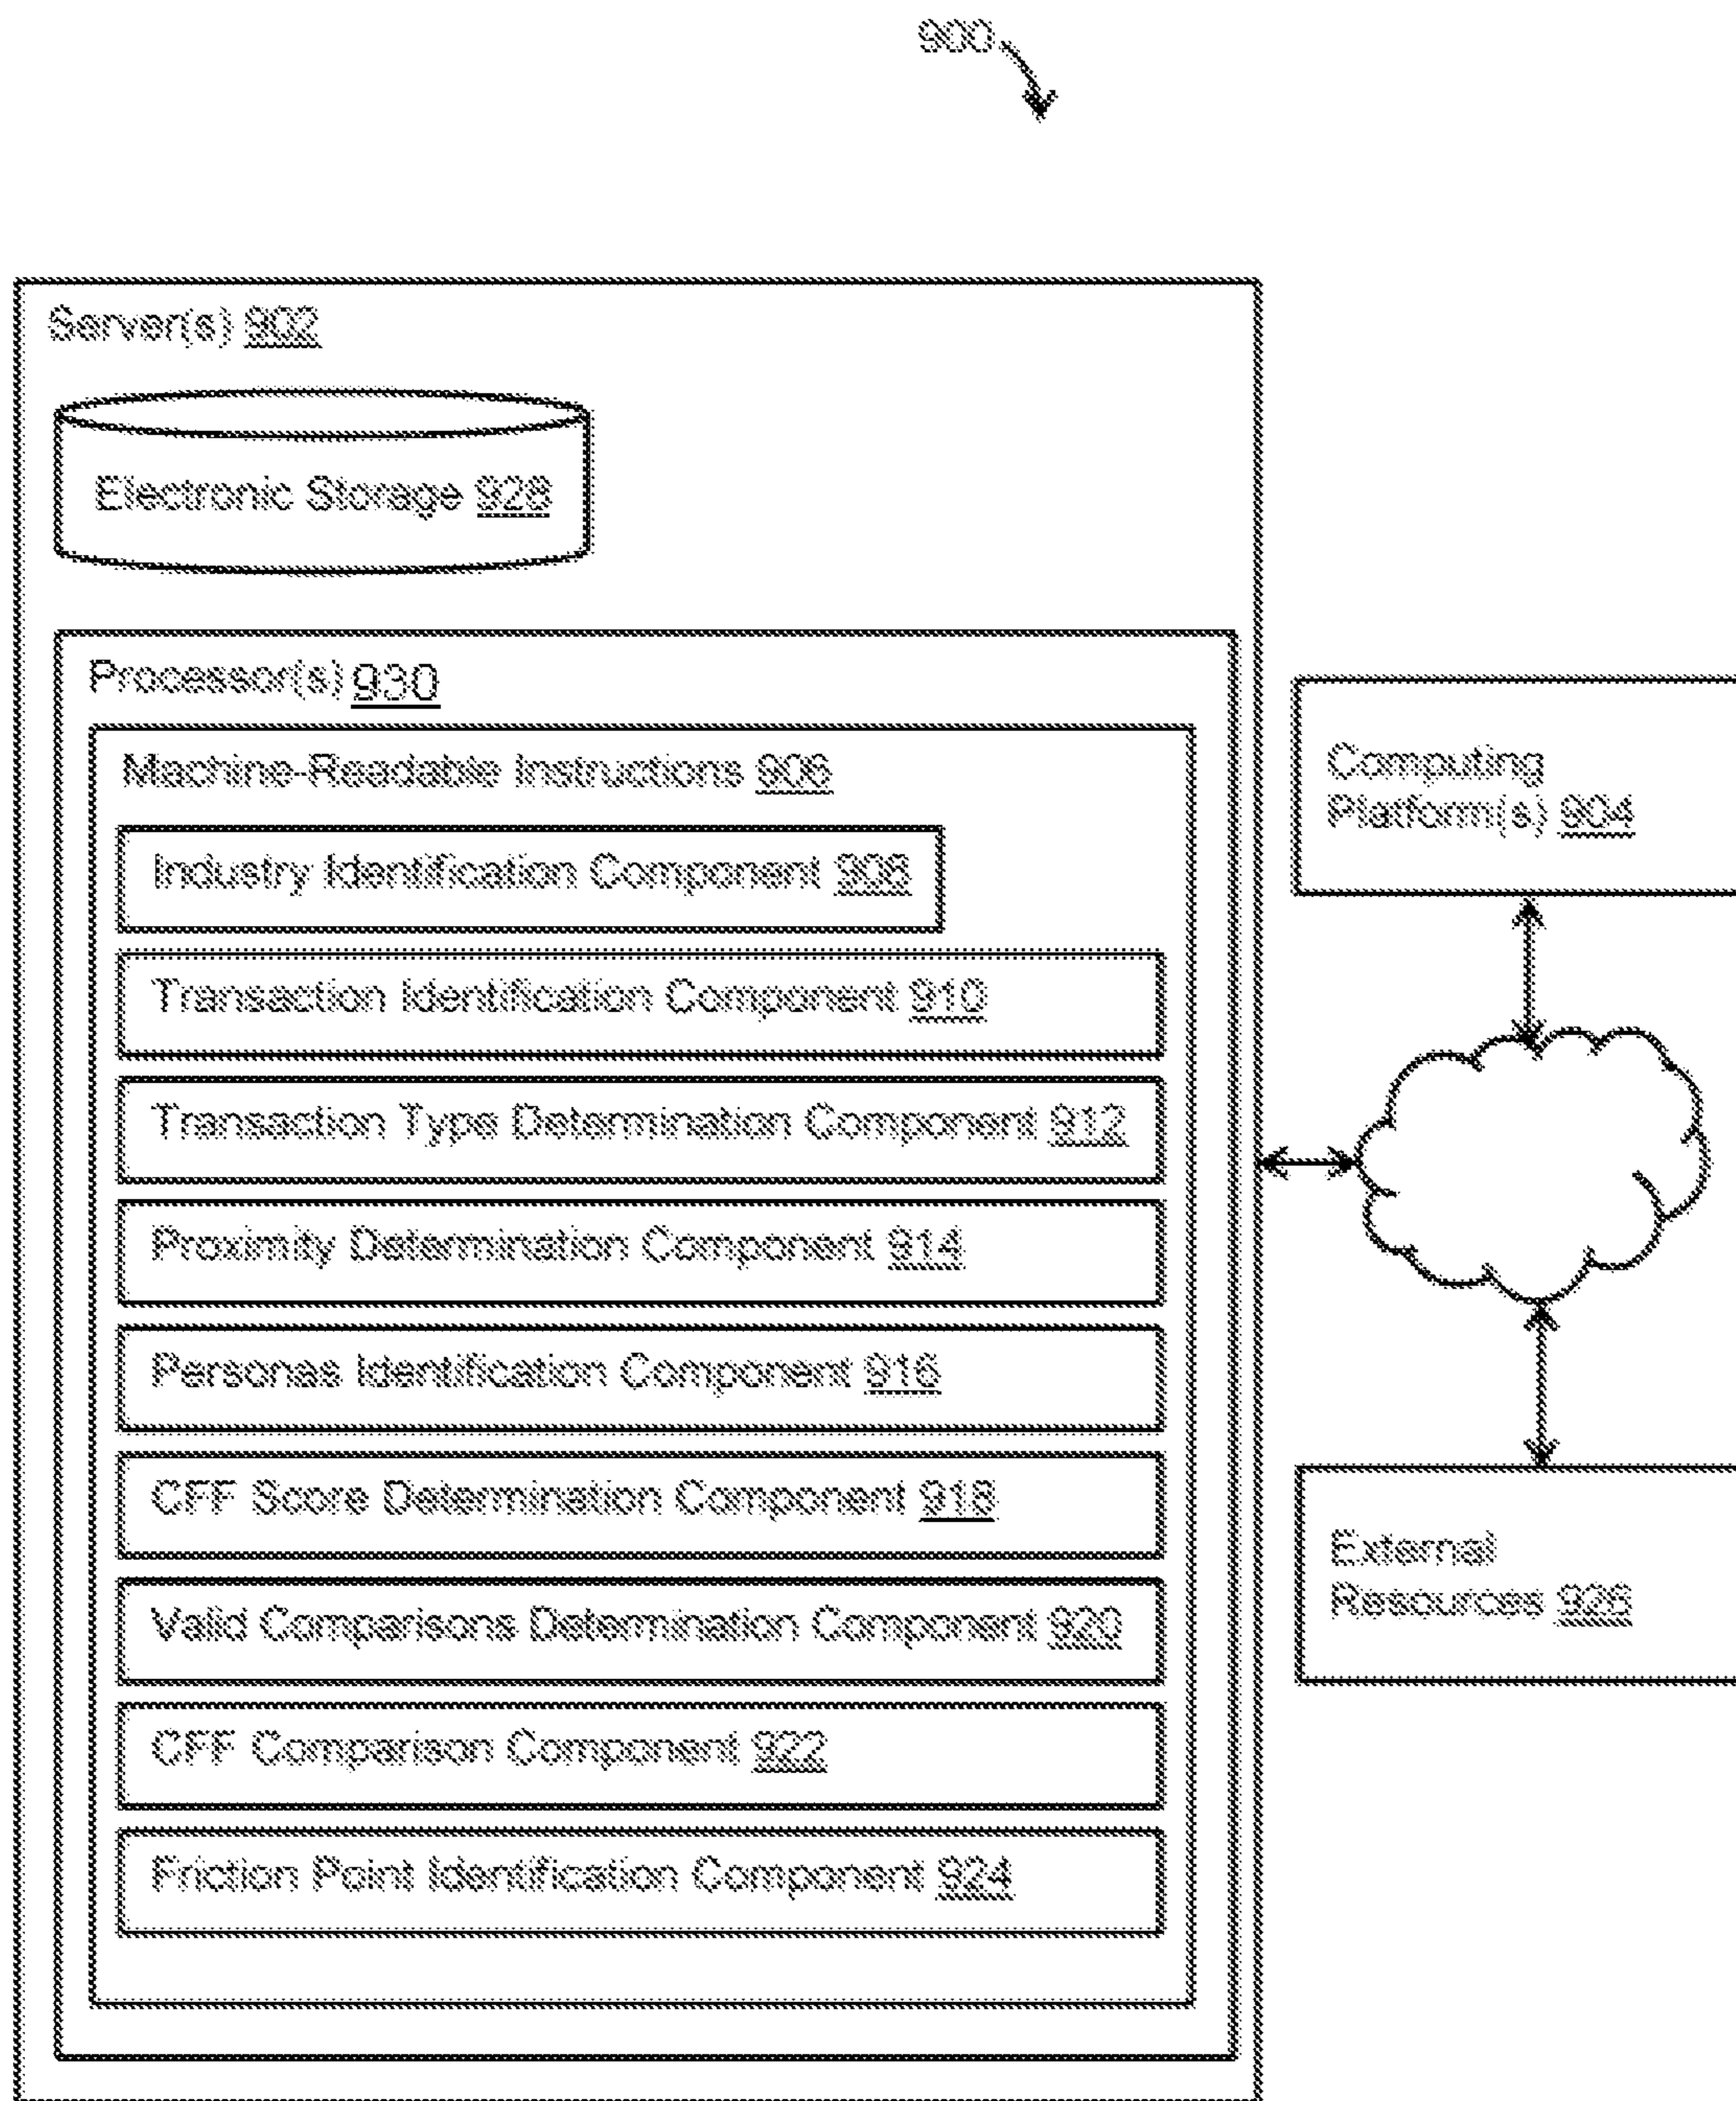 900
Server(s) 902
Electronic Storage 928
Processor(s) 930
Machine-Readable Instructions 906
Industry Identification Component 908
Transaction Identification Component 910
Transaction Type Determination Component 912
Proximity Determination Component 914
Personas Identification Component 916
CFF Score Determination Component 918
Valid Comparisons Determination Component 920
CFF Comparison Component 922
Friction Point Identification Component 924
Computing
Platform(s) 904
External
Resources 926